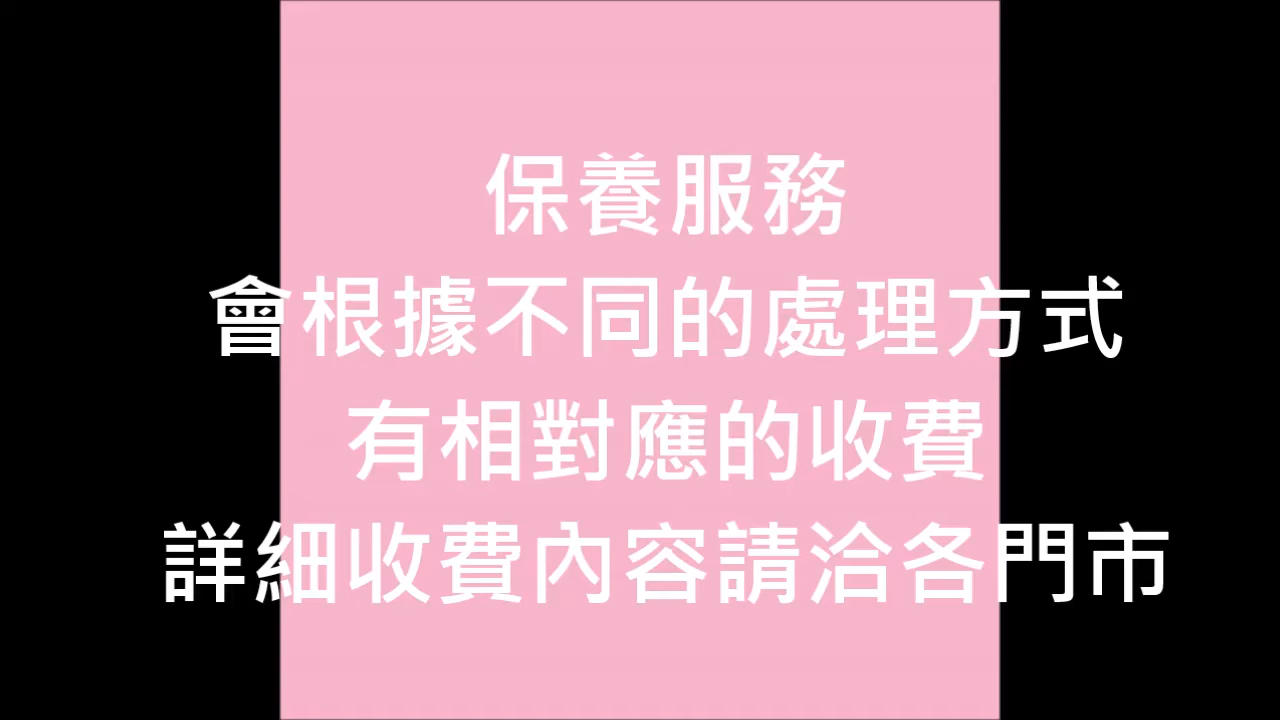 保養服務
會根據不同的處理方式
有相對應的收費
詳細收費內容請洽各門市